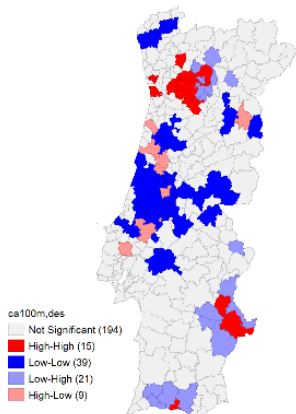 ca100m,des
Not Significant (194)
High-High (15)
Low-Low (39)
Low-High (21)
High-Low (9)